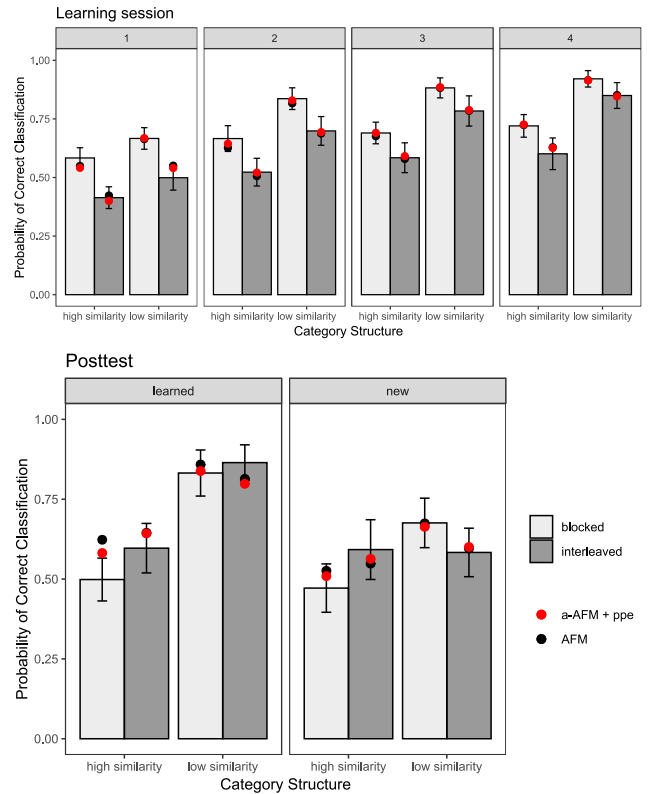 Learning session
1 2 3 4
Probability of Correct Classification
1.00
0.75
0.50
0.25
0.00
high similarity low similarity high similarity low similarity high similarity low similarity high similarity low similarity
Category Structure
Posttest
learned new
Probability of Correct Classification
1.00
0.75
0.50
0.25
0.00
high similarity low similarity high similarity low similarity
Category Structure
blocked
interleaved
a-AFM + ppe
AFM